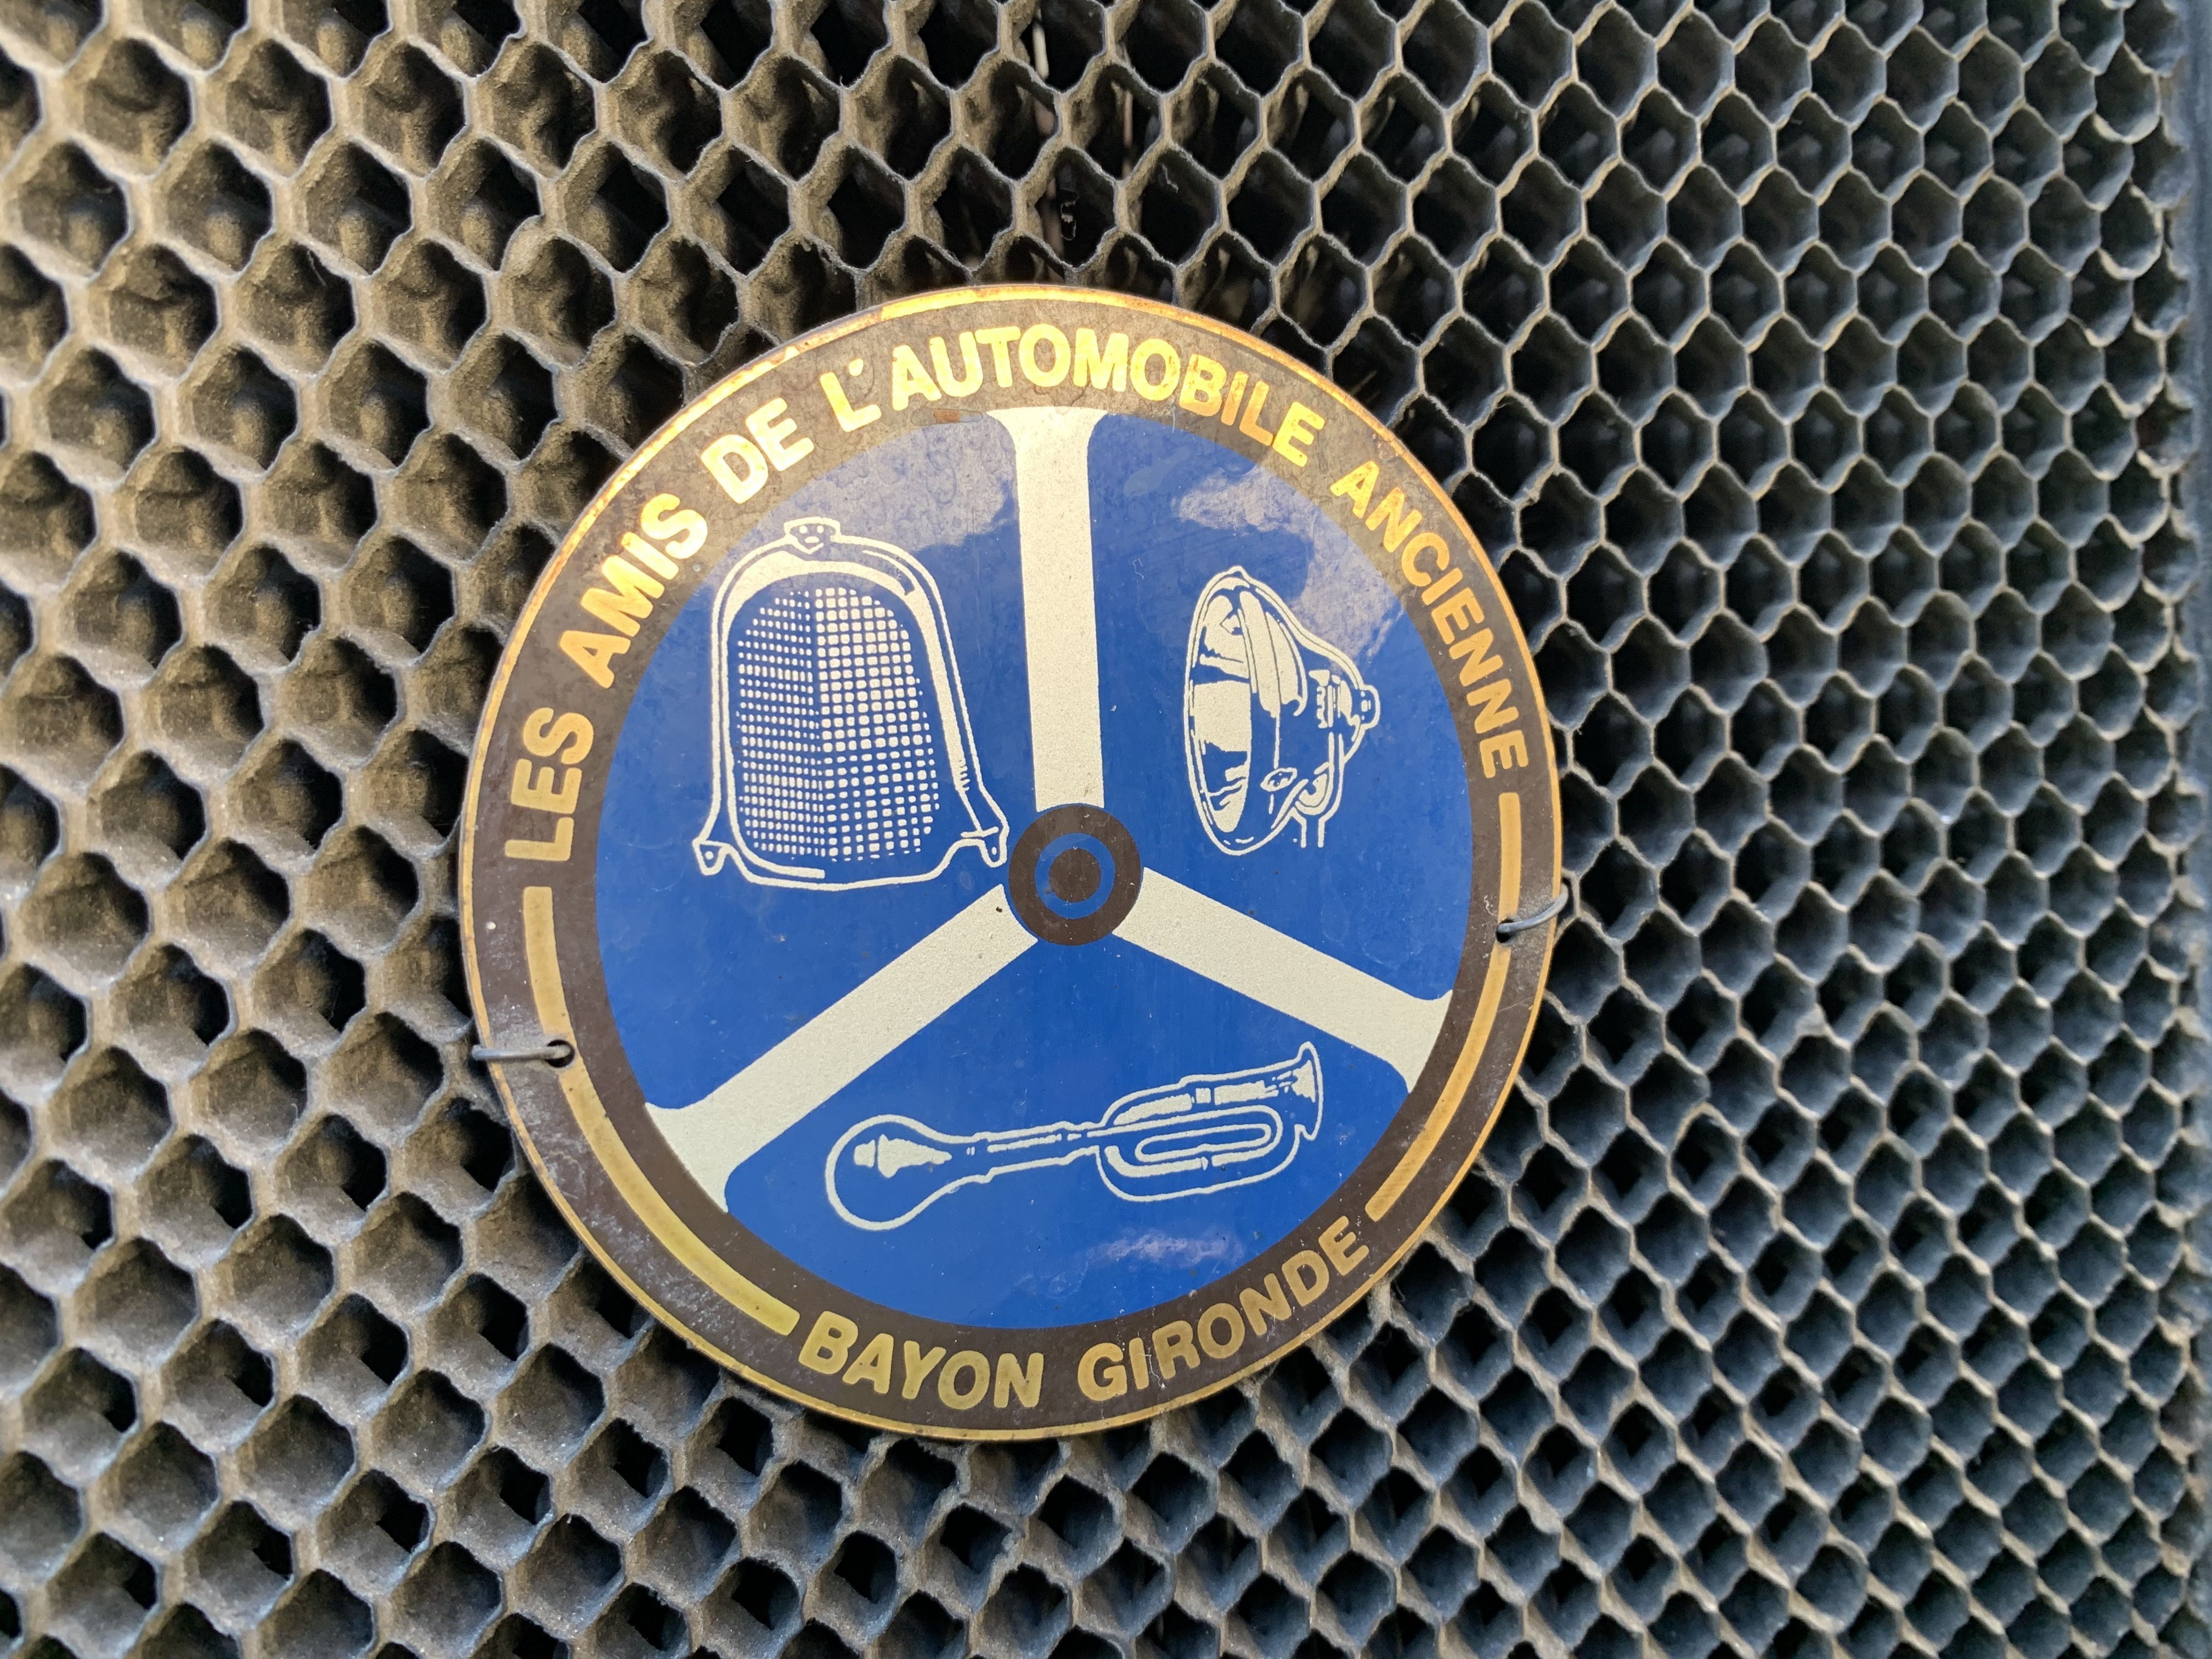 LES AMIS DE L'AUTOMOBILE ANCIENNE
BAYON GIRONDE